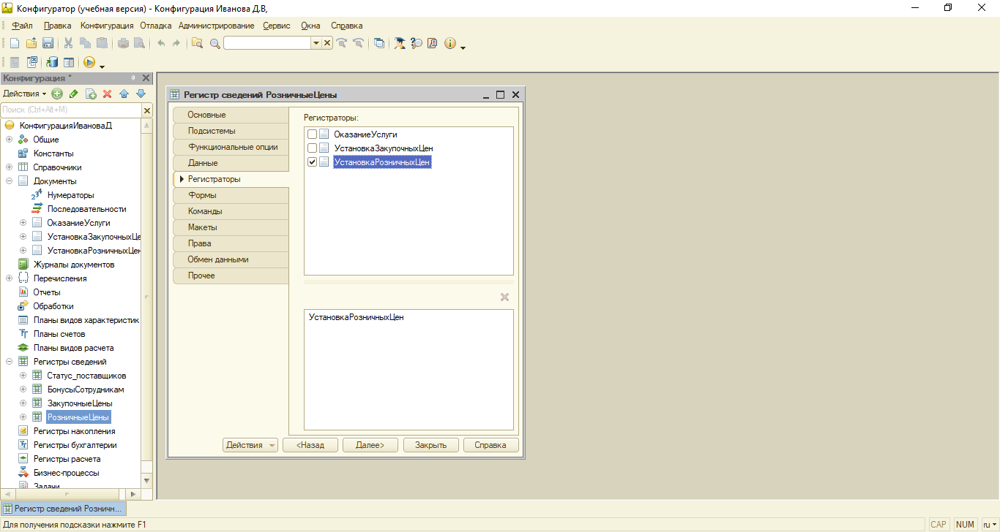 Конфигуратор (учебная версия) - Конфигурация Иванова Д.В,
Файл Правка Конфигурация Отладка Администрирование Сервис Окна Справка
Конфигурация *
Действия
Поиск (Ctrl+Alt+M)
КонфигурацияИвановаД
Общие
Константы
Справочники
Документы
Нумераторы
Последовательности
ОказаниеУслуги
УстановкаЗакупочныхЦе
УстановкаРозничныхЦен
Журналы документов
Перечисления
Отчеты
Обработки
Планы видов характеристик
Планы счетов
Планы видов расчета
Регистры сведений
Статус_поставщиков
БонусыСотрудникам
ЗакупочныеЦены
РозничныеЦены
Регистры накопления
Регистры бухгалтерии
Регистры расчета
Бизнес-процессы
Задачи
Регистр сведений РозничныеЦены
Основные
Подсистемы
Функциональные опции
Данные
Регистраторы
Формы
Команды
Макеты
Права
Обмен данными
Прочее
Регистраторы:
ОказаниеУслуги
УстановкаЗакупочныхЦен
УстановкаРозничныхЦен
УстановкаРозничныхЦен
Действия <Назад Далее> Закрыть Справка
Регистр сведений Розничн...
Для получения подсказки нажмите F1 CAP NUM ru